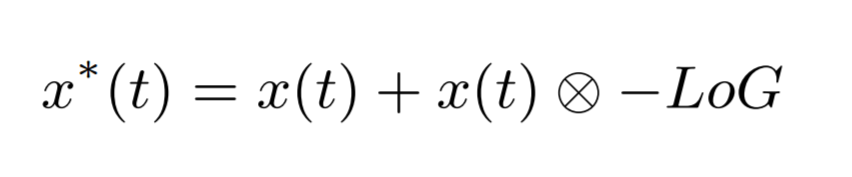 x*(t) = x(t) + x(t) ⊗ −LoG